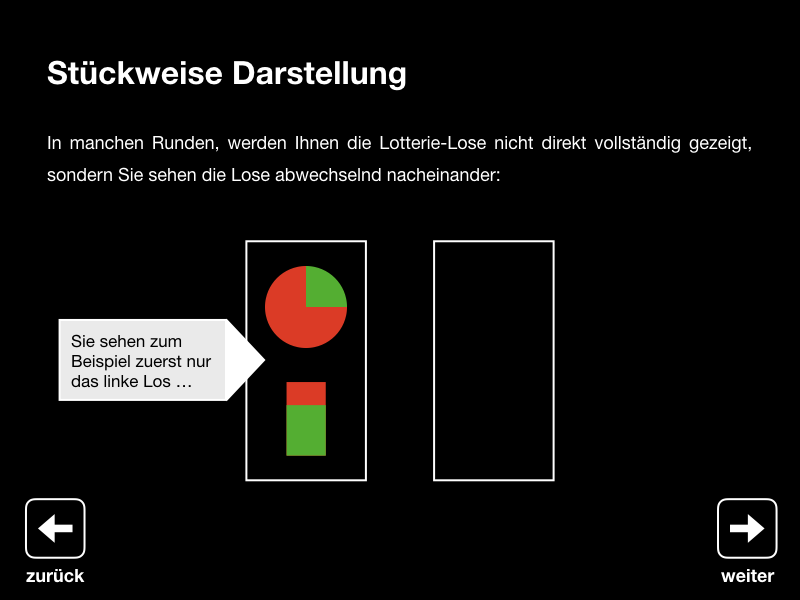 Stückweise Darstellung
In manchen Runden, werden Ihnen die Lotterie-Lose nicht direkt vollständig gezeigt,
sondern Sie sehen die Lose abwechselnd nacheinander:
Sie sehen zum
Beispiel zuerst nur
das linke Los …
zurück
weiter